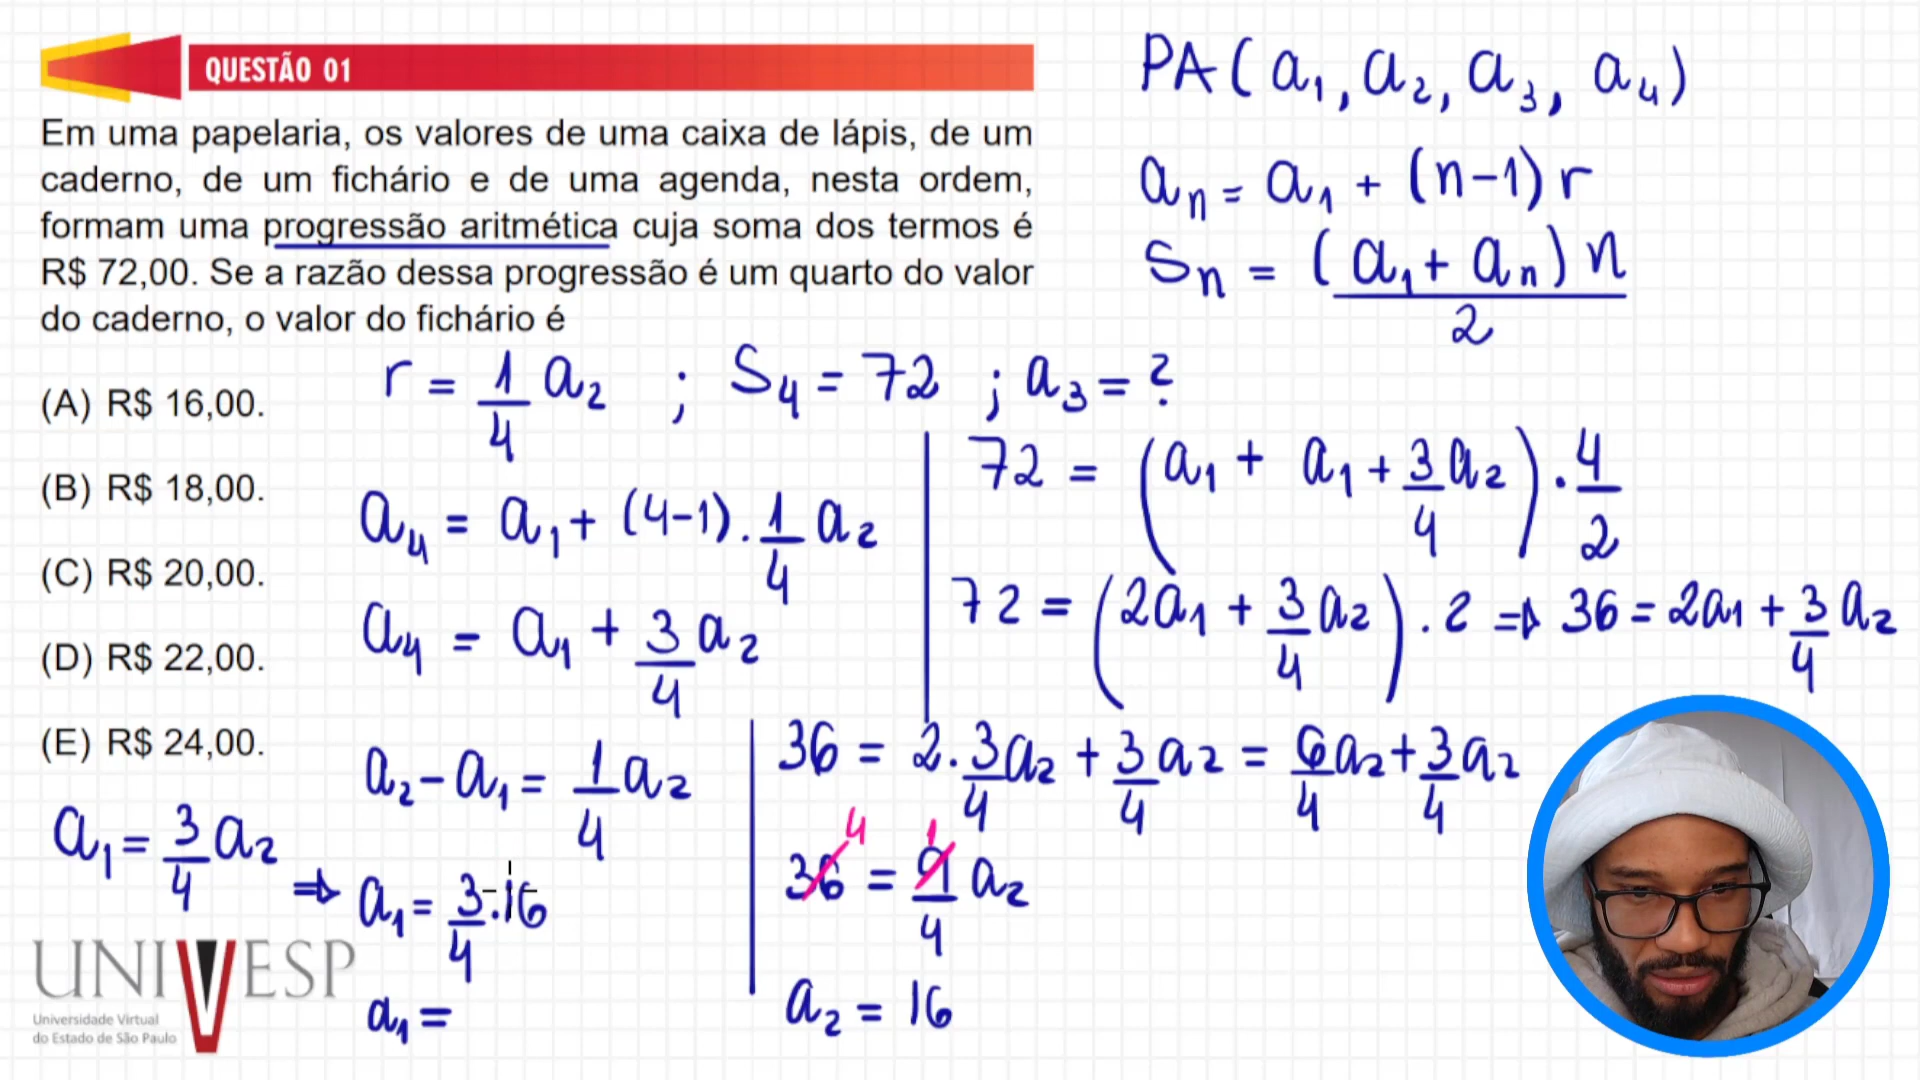 QUESTÃO 01
Em uma papelaria, os valores de uma caixa de lápis, de um
caderno, de um fichário e de uma agenda, nesta ordem,
formam uma progressão aritmética cuja soma dos termos é
R$ 72,00. Se a razão dessa progressão é um quarto do valor
do caderno, o valor do fichário é
(A) R$ 16,00.
(B) R$ 18,00.
(C) R$ 20,00.
(D) R$ 22,00.
(E) R$ 24,00.
PA(a₁, a₂, a₃, a₄)
aₙ = a₁ + (n-1) r
Sₙ = (a₁ + aₙ) n / 2
r = 1/4 a₂ ; S₄ = 72 ; a₃ = ?
a₄ = a₁ + (4-1) . 1/4 a₂
a₄ = a₁ + 3/4 a₂
72 = (a₁ + a₁ + 3/4 a₂) . 4/2
72 = (2a₁ + 3/4 a₂) . 2 ⇒ 36 = 2a₁ + 3/4 a₂
a₂ - a₁ = 1/4 a₂
a₁ = 3/4 a₂ ⇒ a₁ = 3/4 . 16
a₁ =
36 = 2 . 3/4 a₂ + 3/4 a₂ = 6/4 a₂ + 3/4 a₂
4 1
36 = 9/4 a₂
a₂ = 16
UNIVESP
Universidade Virtual
do Estado de São Paulo